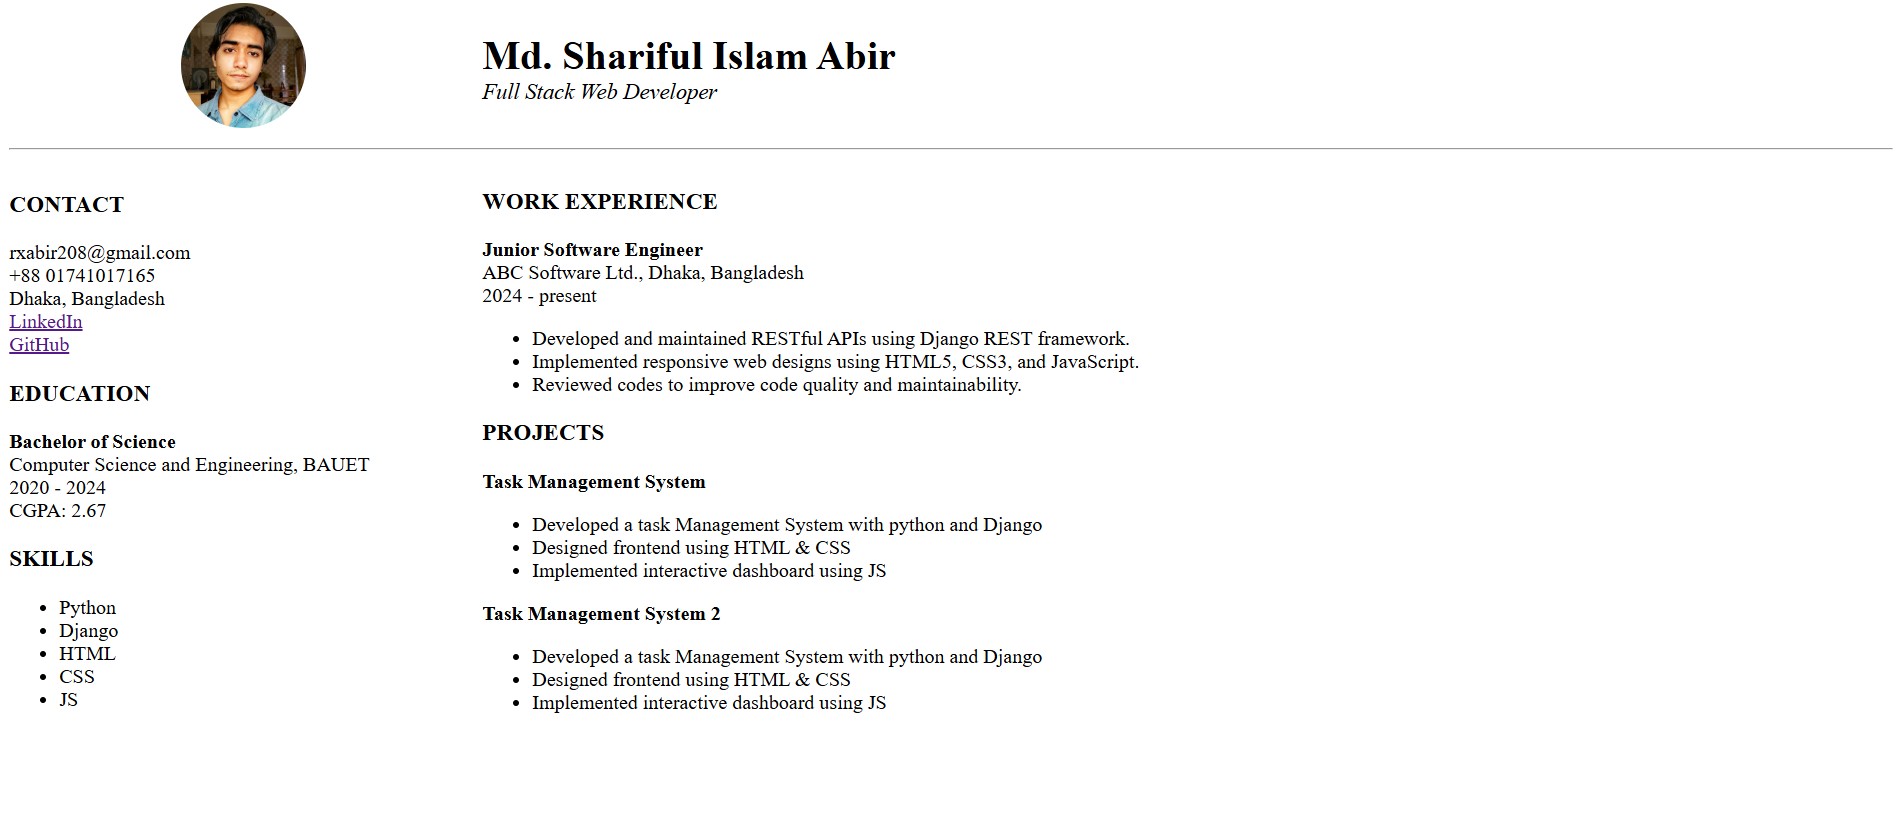 Md. Shariful Islam Abir
Full Stack Web Developer
CONTACT
rxabir208@gmail.com
+88 01741017165
Dhaka, Bangladesh
LinkedIn
GitHub
EDUCATION
Bachelor of Science
Computer Science and Engineering, BAUET
2020 - 2024
CGPA: 2.67
SKILLS
Python
Django
HTML
CSS
JS
WORK EXPERIENCE
Junior Software Engineer
ABC Software Ltd., Dhaka, Bangladesh
2024 - present
Developed and maintained RESTful APIs using Django REST framework.
Implemented responsive web designs using HTML5, CSS3, and JavaScript.
Reviewed codes to improve code quality and maintainability.
PROJECTS
Task Management System
Developed a task Management System with python and Django
Designed frontend using HTML & CSS
Implemented interactive dashboard using JS
Task Management System 2
Developed a task Management System with python and Django
Designed frontend using HTML & CSS
Implemented interactive dashboard using JS